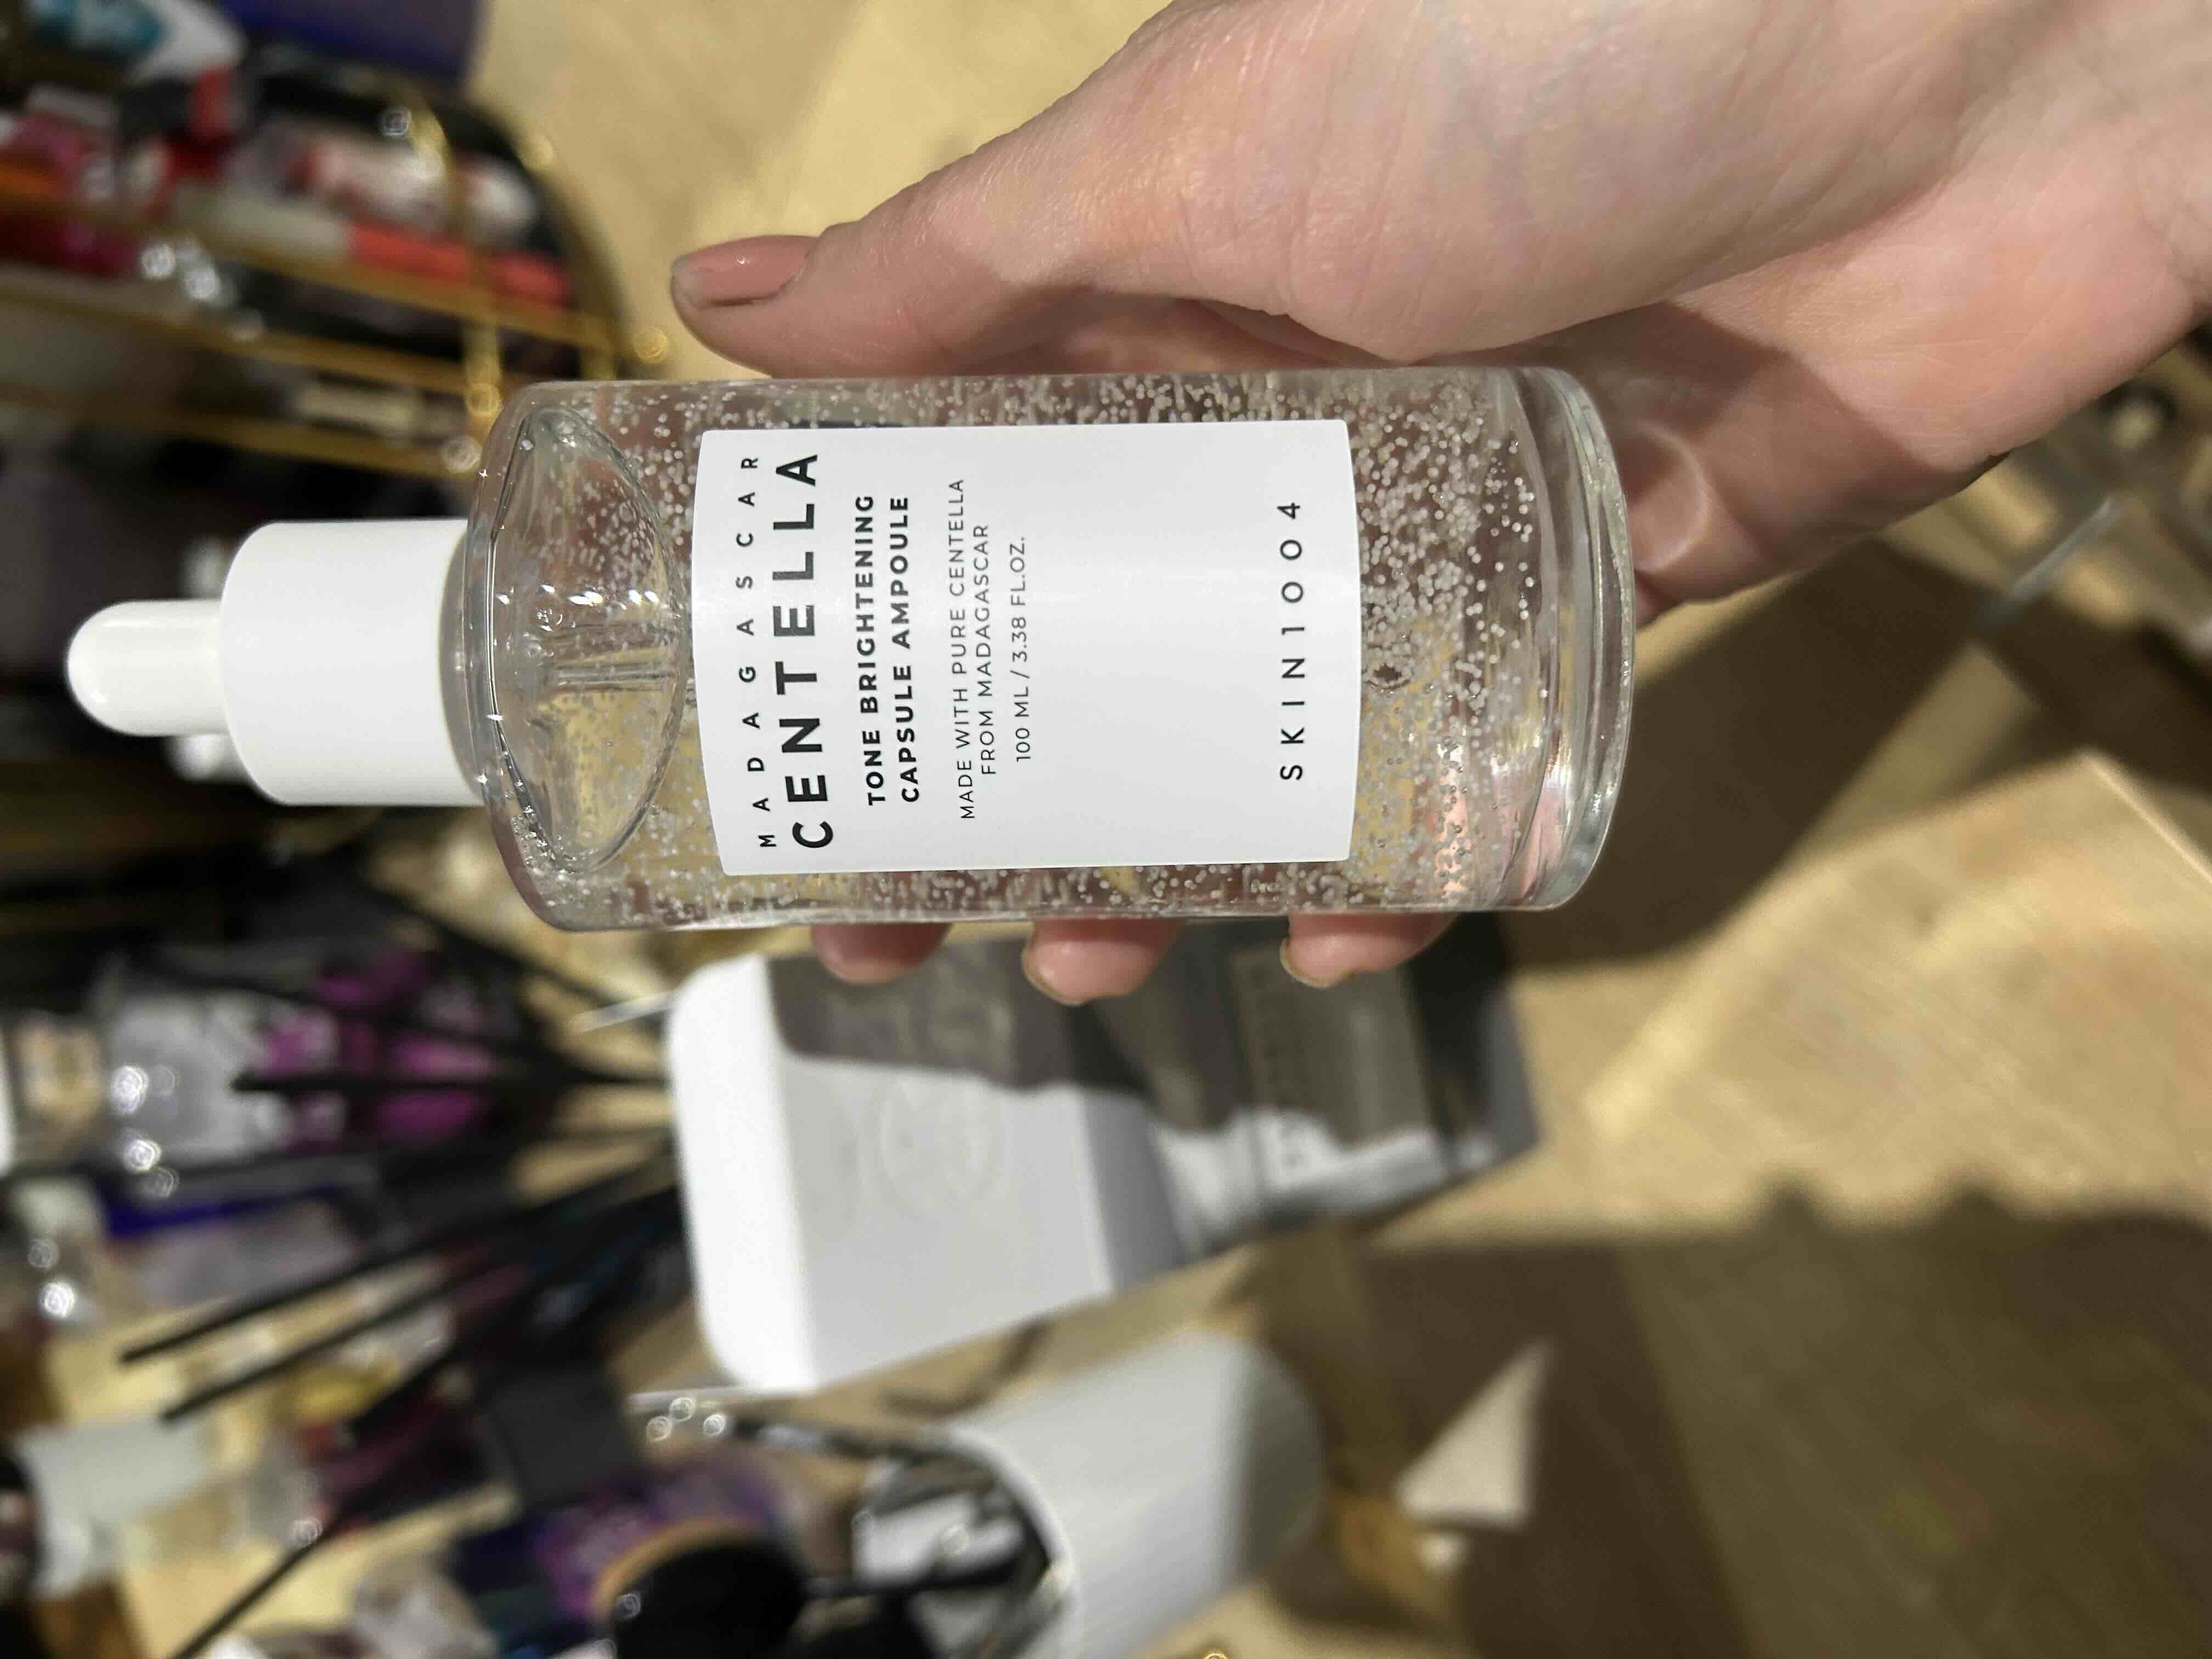 MADAGASCAR
CENTELLA
TONE BRIGHTENING
CAPSULE AMPOULE
MADE WITH PURE CENTELLA
FROM MADAGASCAR
100 ML / 3.38 FL.OZ.
SKIN1004